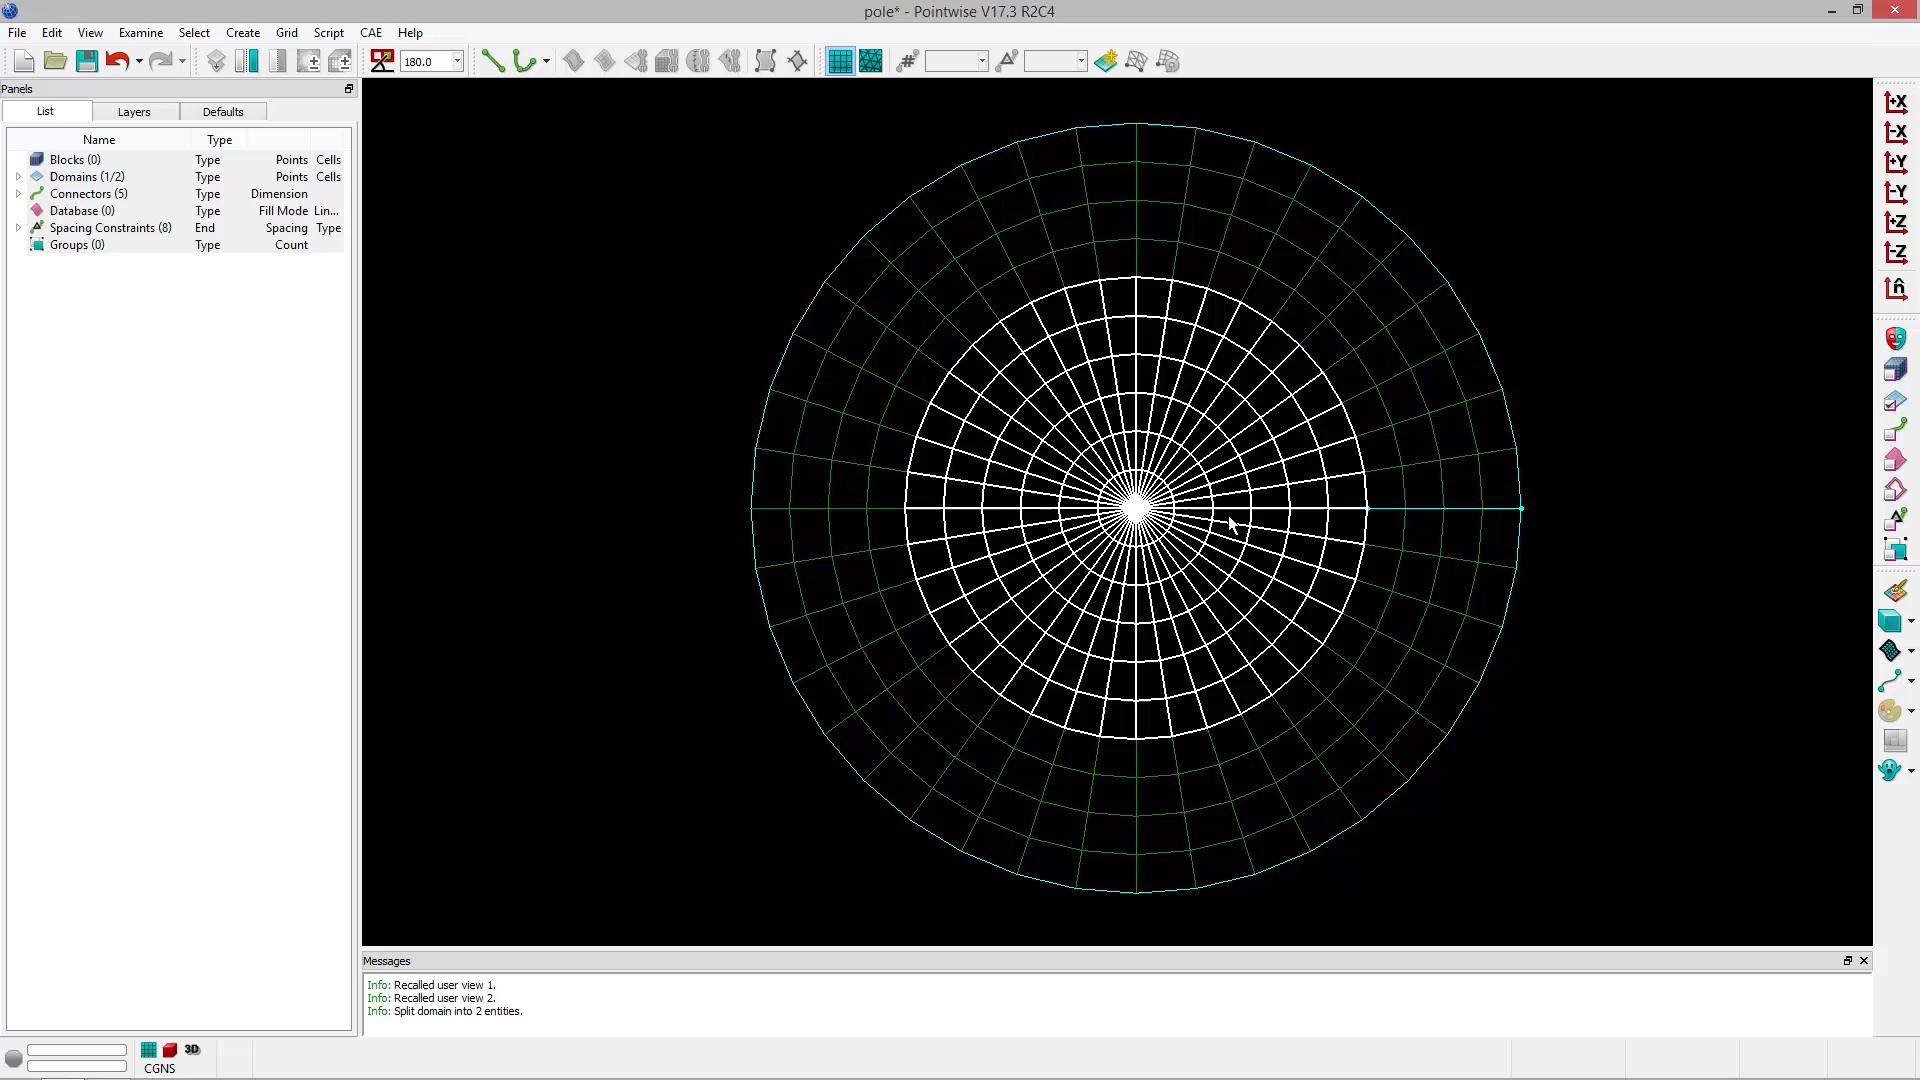 pole* - Pointwise V17.3 R2C4
File Edit View Examine Select Create Grid Script CAE Help
180.0
Panels
List Layers Defaults
Name Type
Blocks (0) Type Points Cells
Domains (1/2) Type Points Cells
Connectors (5) Type Dimension
Database (0) Type Fill Mode Lin...
Spacing Constraints (8) End Spacing Type
Groups (0) Type Count
+X
-X
+Y
-Y
+Z
-Z
n̂
Messages
Info: Recalled user view 1.
Info: Recalled user view 2.
Info: Split domain into 2 entities.
3D
CGNS